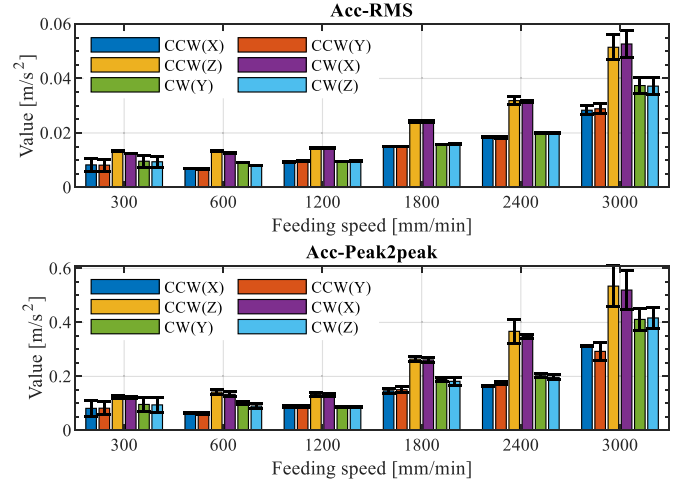 Acc-RMS
Value [m/s²]
0.06
0.04
0.02
0
CCW(X) CCW(Y)
CCW(Z) CW(X)
CW(Y) CW(Z)
300 600 1200 1800 2400 3000
Feeding speed [mm/min]
Acc-Peak2peak
Value [m/s²]
0.6
0.4
0.2
0
CCW(X) CCW(Y)
CCW(Z) CW(X)
CW(Y) CW(Z)
300 600 1200 1800 2400 3000
Feeding speed [mm/min]